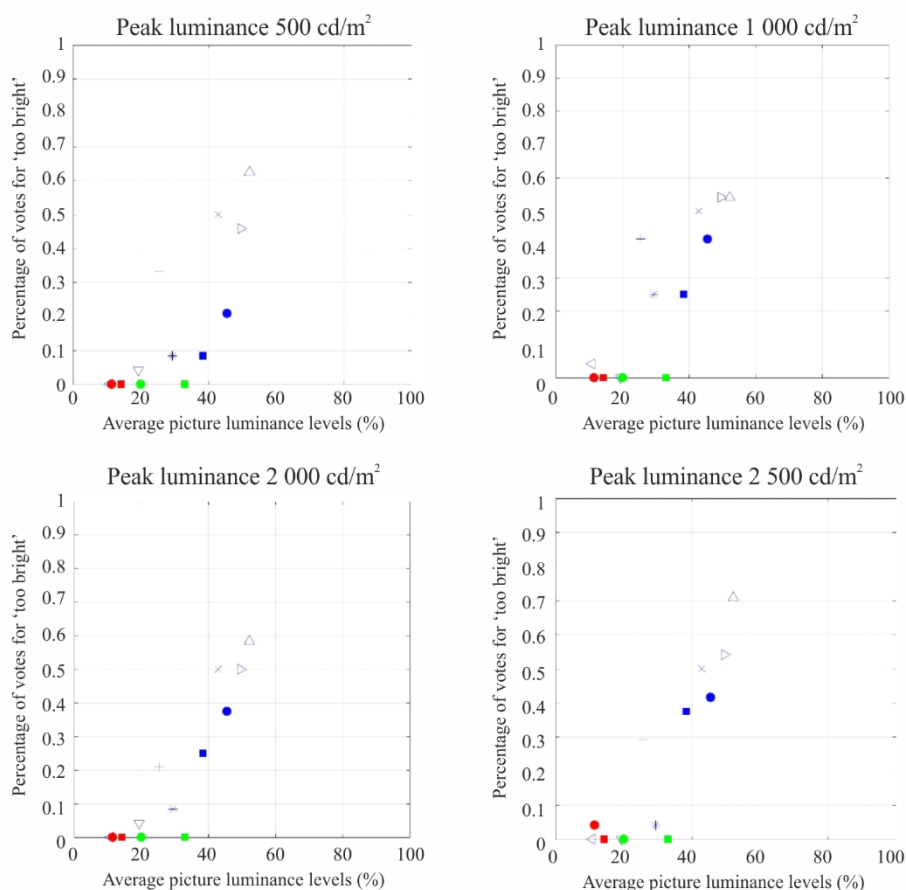 Peak luminance 500 cd/m²
Percentage of votes for ‘too bright’
1
0.9
0.8
0.7
0.6
0.5
0.4
0.3
0.2
0.1
0
0 20 40 60 80 100
Average picture luminance levels (%)
Peak luminance 1 000 cd/m²
Percentage of votes for ‘too bright’
1
0.9
0.8
0.7
0.6
0.5
0.4
0.3
0.2
0.1
0
0 20 40 60 80 100
Average picture luminance levels (%)
Peak luminance 2 000 cd/m²
Percentage of votes for ‘too bright’
1
0.9
0.8
0.7
0.6
0.5
0.4
0.3
0.2
0.1
0
0 20 40 60 80 100
Average picture luminance levels (%)
Peak luminance 2 500 cd/m²
Percentage of votes for ‘too bright’
1
0.9
0.8
0.7
0.6
0.5
0.4
0.3
0.2
0.1
0
0 20 40 60 80 100
Average picture luminance levels (%)